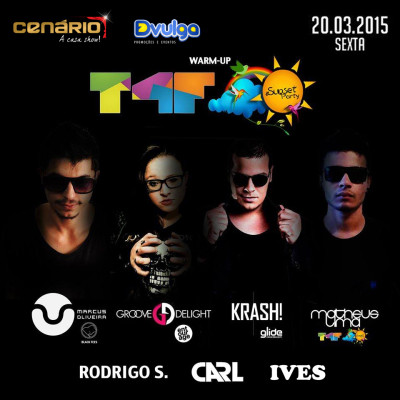 CENÁRIO
A casa show!
Dvulga
PROMOÇÕES E EVENTOS
20.03.2015
SEXTA
WARM-UP
T4F
Sunset
Party
MARCUS
OLIVEIRA
GROOVE DELIGHT
KRASH!
glide
MATHEUS
LIMA
T4F
RODRIGO S.
CARL
IVES